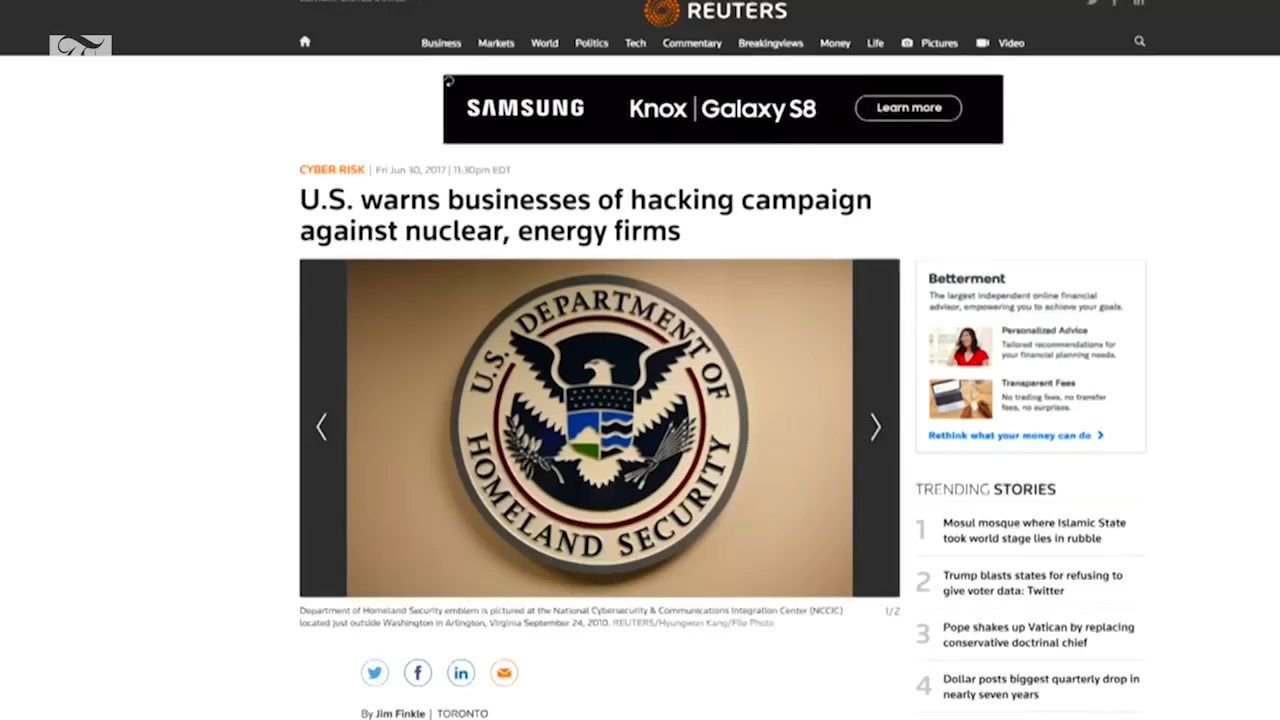 REUTERS
Business Markets World Politics Tech Commentary Breakingviews Money Life Pictures Video
SAMSUNG Knox | Galaxy S8 Learn more
CYBER RISK | Fri Jun 30, 2017 | 11:30pm EDT
U.S. warns businesses of hacking campaign
against nuclear, energy firms
U.S. DEPARTMENT OF
HOMELAND SECURITY
Department of Homeland Security emblem is pictured at the National Cybersecurity & Communications Integration Center (NCCIC)
located just outside Washington in Arlington, Virginia September 24, 2010. REUTERS/Hyungwon Kang/File Photo
1/2
By Jim Finkle | TORONTO
Betterment
The largest independent online financial
advisor, empowering you to achieve your goals.
Personalized Advice
Tailored recommendations for
your financial planning needs.
Transparent Fees
No trading fees, no transfer
fees, no surprises.
Rethink what your money can do
TRENDING STORIES
1 Mosul mosque where Islamic State
took world stage lies in rubble
2 Trump blasts states for refusing to
give voter data: Twitter
3 Pope shakes up Vatican by replacing
conservative doctrinal chief
4 Dollar posts biggest quarterly drop in
nearly seven years